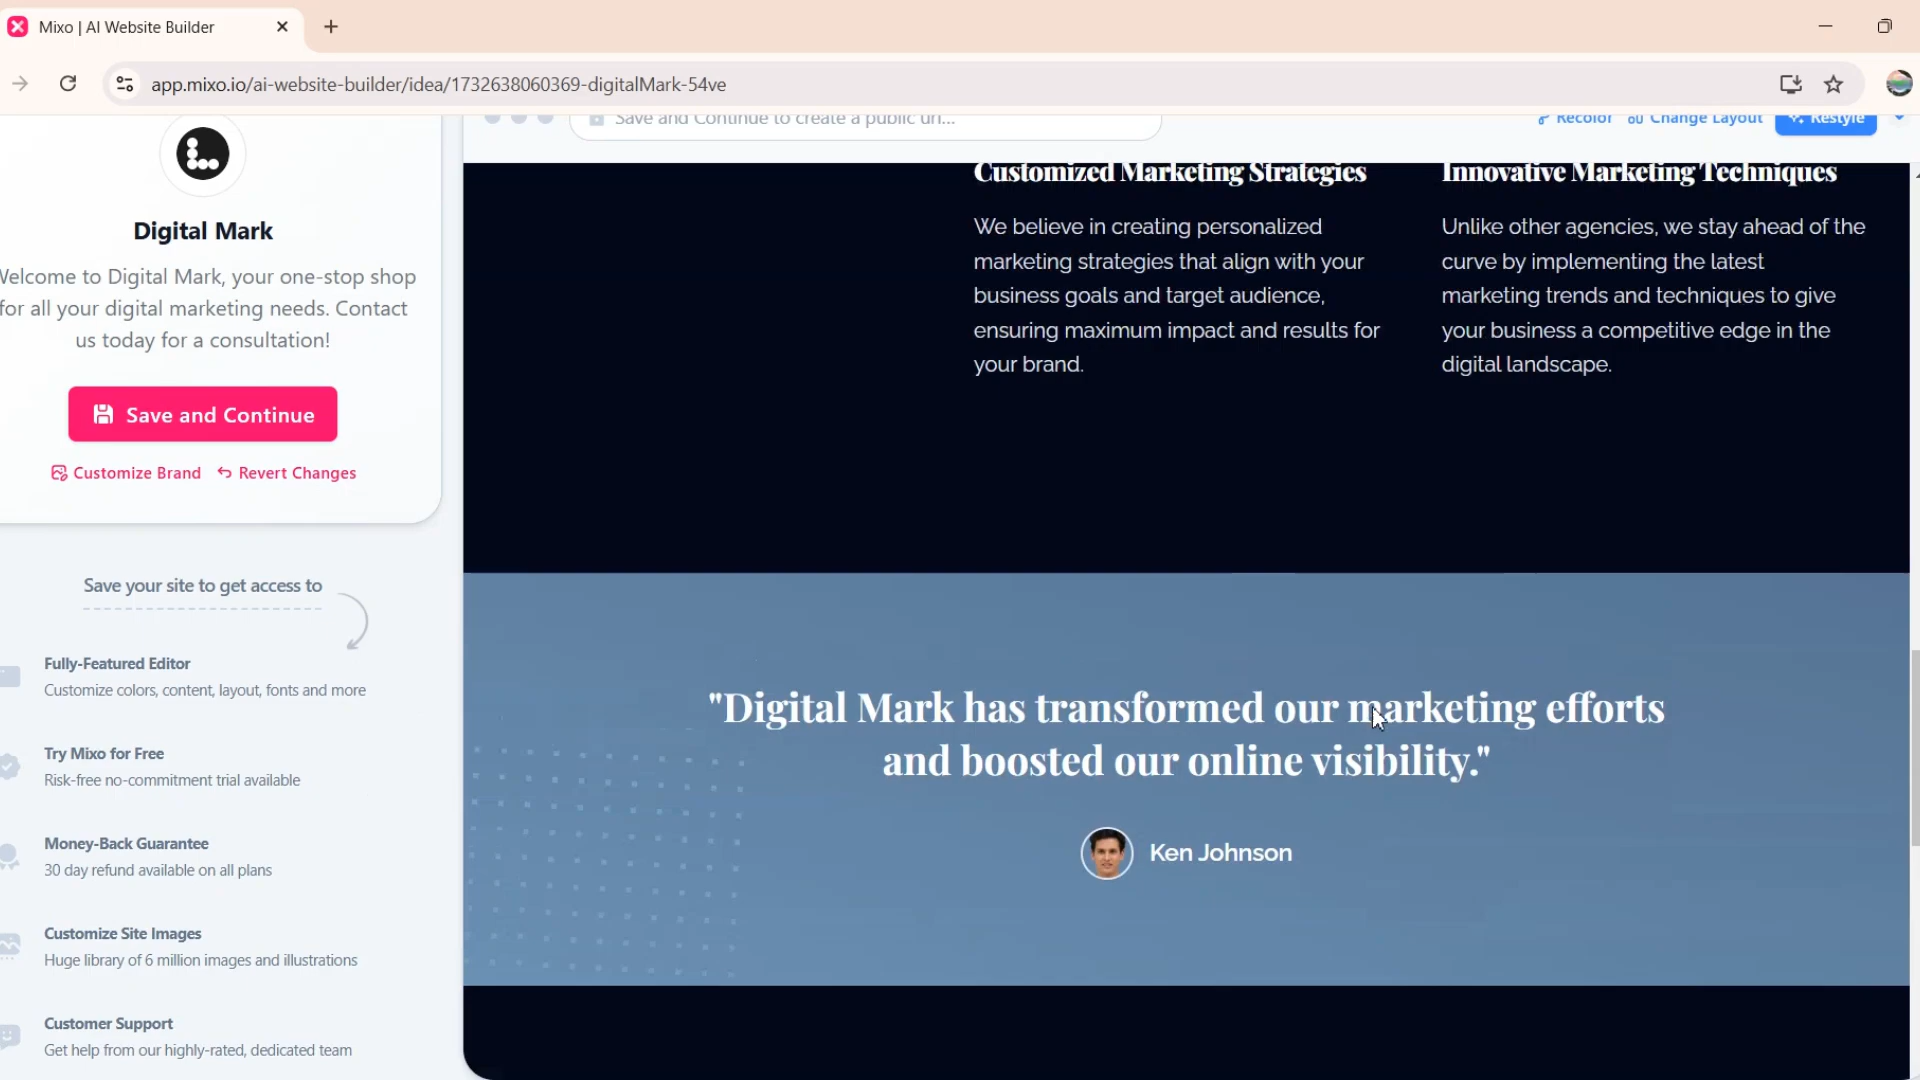 Mixo | AI Website Builder
app.mixo.io/ai-website-builder/idea/1732638060369-digitalMark-54ve
Save and Continue to create a public url...
Recolor
Change Layout
Restyle
Digital Mark
Welcome to Digital Mark, your one-stop shop
for all your digital marketing needs. Contact
us today for a consultation!
Save and Continue
Customize Brand
Revert Changes
Save your site to get access to
Fully-Featured Editor
Customize colors, content, layout, fonts and more
Try Mixo for Free
Risk-free no-commitment trial available
Money-Back Guarantee
30 day refund available on all plans
Customize Site Images
Huge library of 6 million images and illustrations
Customer Support
Get help from our highly-rated, dedicated team
Customized Marketing Strategies
We believe in creating personalized
marketing strategies that align with your
business goals and target audience,
ensuring maximum impact and results for
your brand.
Innovative Marketing Techniques
Unlike other agencies, we stay ahead of the
curve by implementing the latest
marketing trends and techniques to give
your business a competitive edge in the
digital landscape.
"Digital Mark has transformed our marketing efforts
and boosted our online visibility."
Ken Johnson